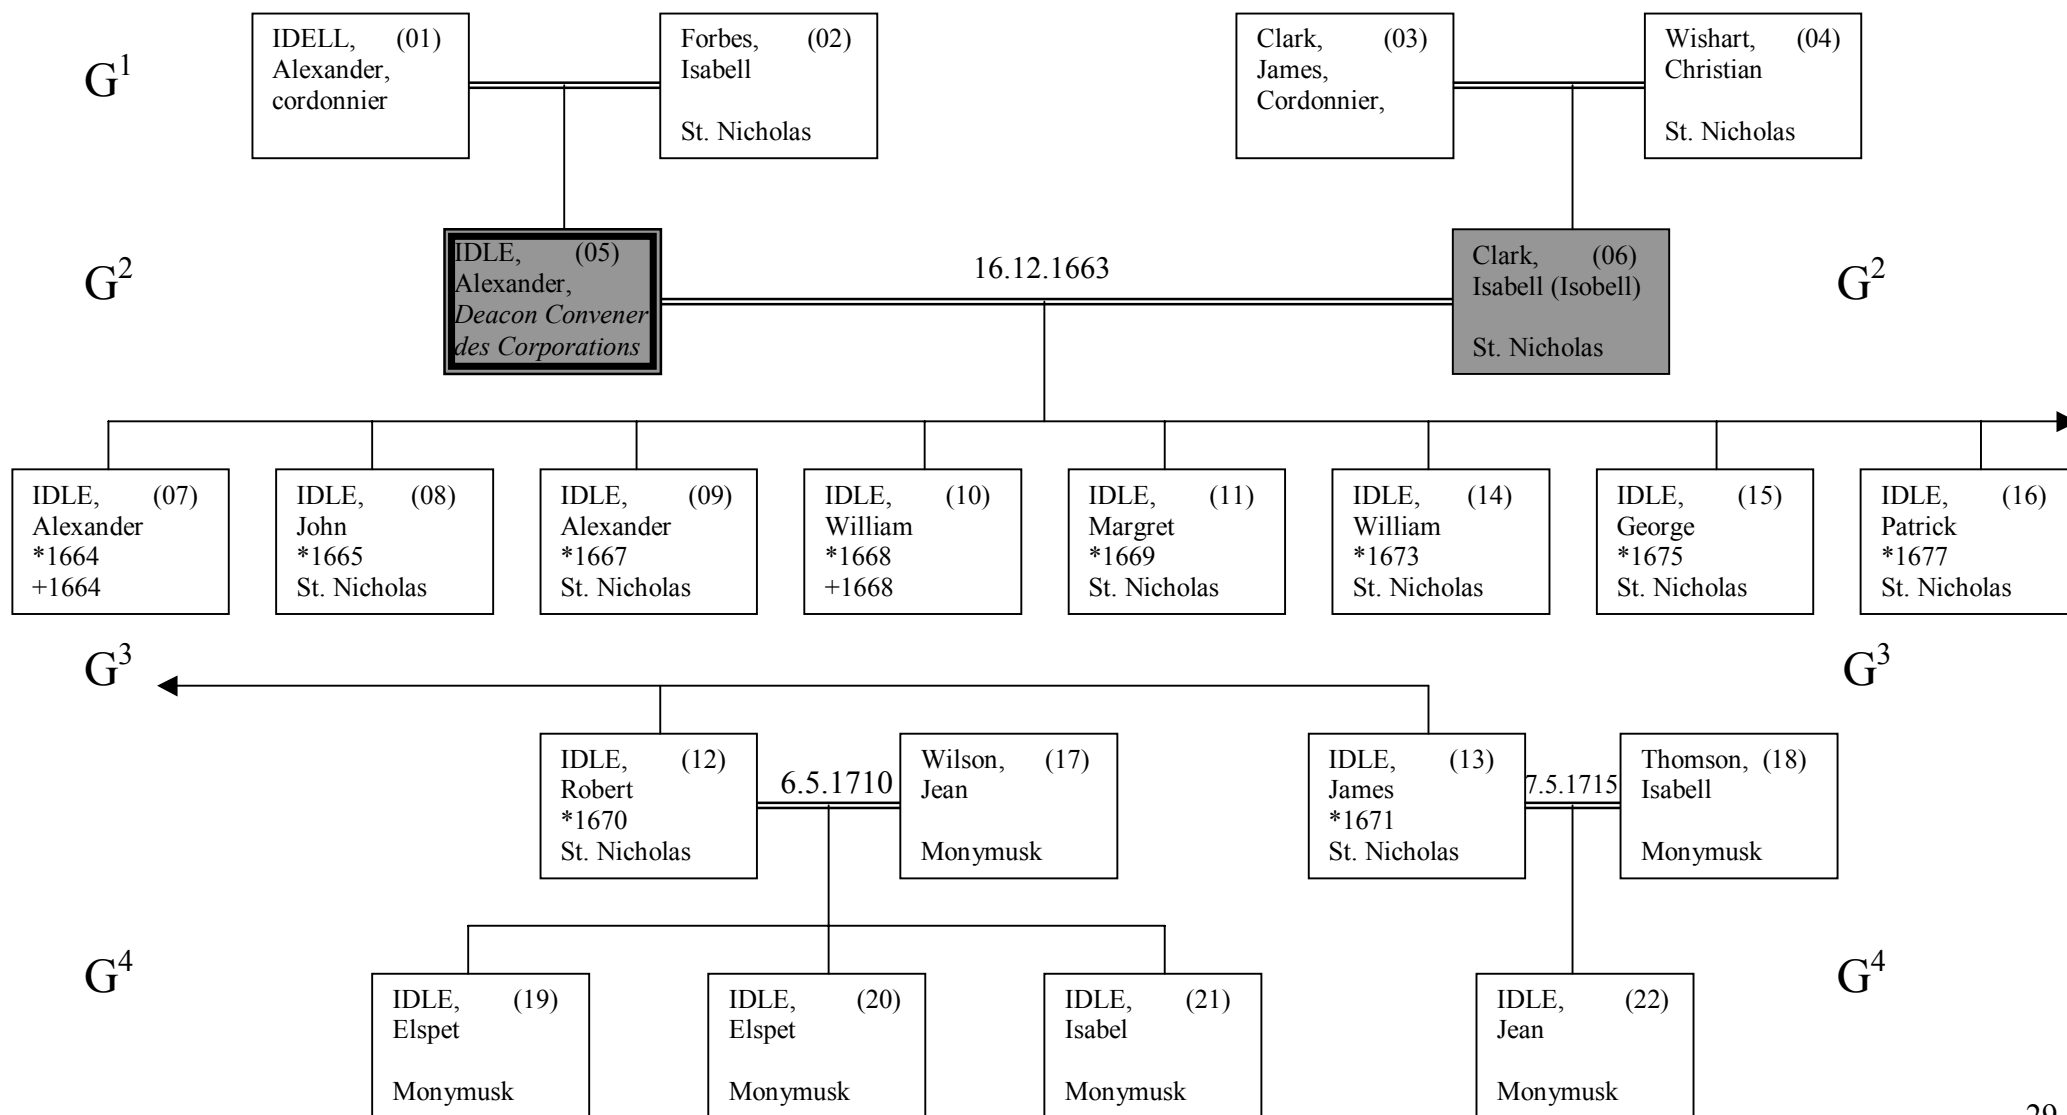 G¹
IDELL, (01)
Alexander,
cordonnier
Forbes, (02)
Isabell
St. Nicholas
Clark, (03)
James,
Cordonnier,
Wishart, (04)
Christian
St. Nicholas
G²
IDLE, (05)
Alexander,
Deacon Convener
des Corporations
16.12.1663
Clark, (06)
Isabell (Isobell)
St. Nicholas
G²
IDLE, (07)
Alexander
*1664
+1664
IDLE, (08)
John
*1665
St. Nicholas
IDLE, (09)
Alexander
*1667
St. Nicholas
IDLE, (10)
William
*1668
+1668
IDLE, (11)
Margret
*1669
St. Nicholas
IDLE, (14)
William
*1673
St. Nicholas
IDLE, (15)
George
*1675
St. Nicholas
IDLE, (16)
Patrick
*1677
St. Nicholas
G³
G³
IDLE, (12)
Robert
*1670
St. Nicholas
6.5.1710
Wilson, (17)
Jean
Monymusk
IDLE, (13)
James
*1671
St. Nicholas
7.5.1715
Thomson, (18)
Isabell
Monymusk
G⁴
IDLE, (19)
Elspet
Monymusk
IDLE, (20)
Elspet
Monymusk
IDLE, (21)
Isabel
Monymusk
IDLE, (22)
Jean
Monymusk
G⁴
29